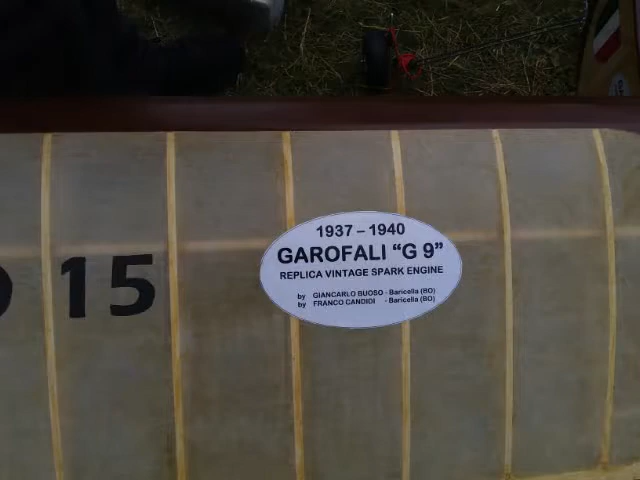 1937 – 1940
GAROFALI “G 9”
REPLICA VINTAGE SPARK ENGINE
by GIANCARLO BUOSO - Baricella (BO)
by FRANCO CANDIDI - Baricella (BO)
15